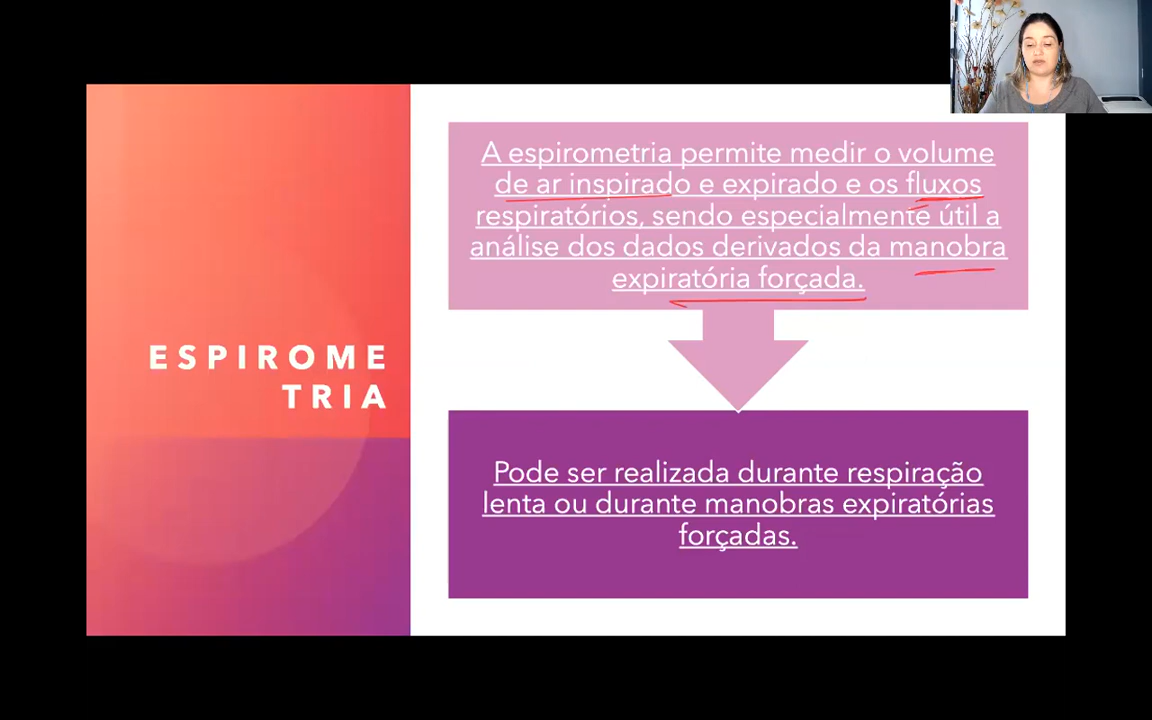 ESPIROME
TRIA
A espirometria permite medir o volume
de ar inspirado e expirado e os fluxos
respiratórios, sendo especialmente útil a
análise dos dados derivados da manobra
expiratória forçada.
Pode ser realizada durante respiração
lenta ou durante manobras expiratórias
forçadas.